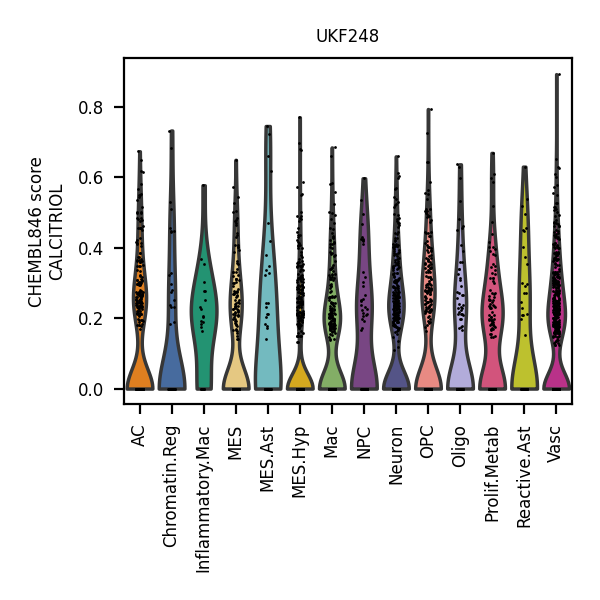 UKF248
CHEMBL846 score
CALCITRIOL
0.8
0.6
0.4
0.2
0.0
AC
Chromatin.Reg
Inflammatory.Mac
MES
MES.Ast
MES.Hyp
Mac
NPC
Neuron
OPC
Oligo
Prolif.Metab
Reactive.Ast
Vasc